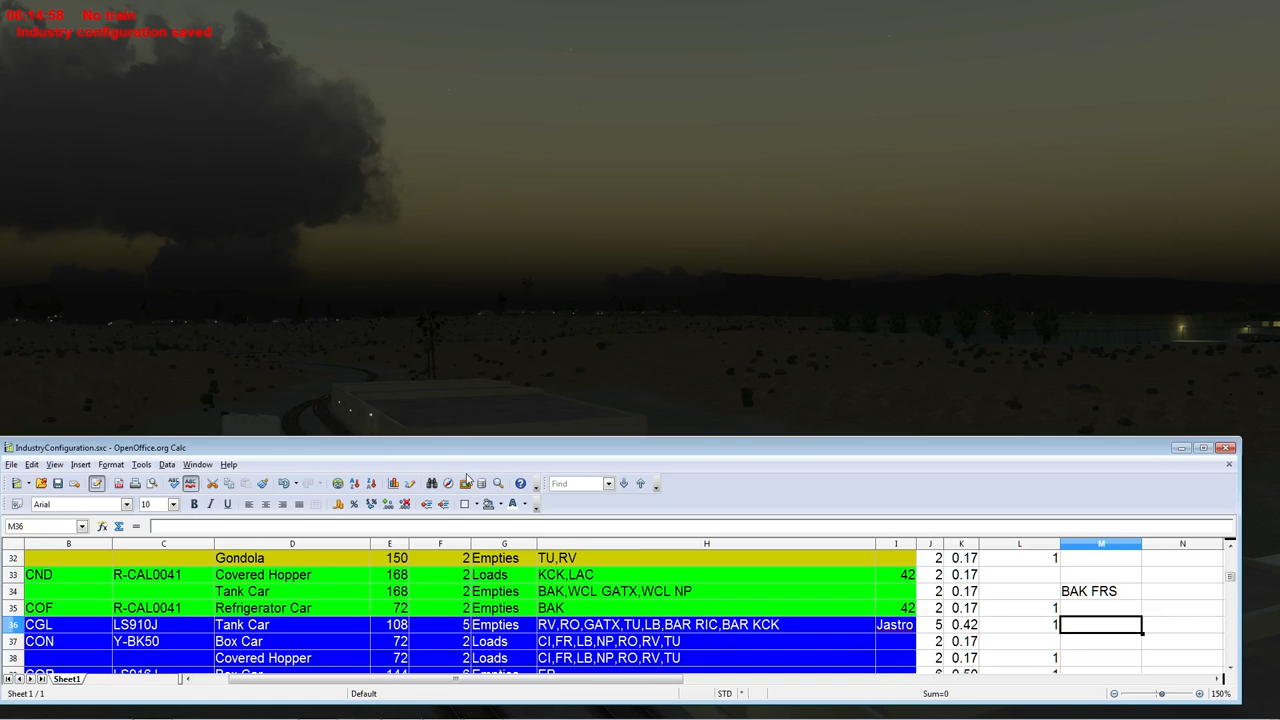 06:14:58 No train
Industry configuration saved
IndustryConfiguration.sxc - OpenOffice.org Calc
File Edit View Insert Format Tools Data Window Help
Find
Arial 10 B I U
M36
B C D E F G H I J K L M N
32 Gondola 150 2 Empties TU,RV 2 0.17 1
33 CND R-CAL0041 Covered Hopper 168 2 Loads KCK,LAC 42 2 0.17
34 Tank Car 168 2 Empties BAK,WCL GATX,WCL NP 2 0.17 BAK FRS
35 COF R-CAL0041 Refrigerator Car 72 2 Empties BAK 42 2 0.17 1
36 CGL LS910J Tank Car 108 5 Empties RV,RO,GATX,TU,LB,BAR RIC,BAR KCK Jastro 5 0.42 1
37 CON Y-BK50 Box Car 72 2 Loads CI,FR,LB,NP,RO,RV,TU 2 0.17
38 Covered Hopper 72 2 Loads CI,FR,LB,NP,RO,RV,TU 2 0.17 1
Sheet1
Sheet 1 / 1 Default STD * Sum=0 150%